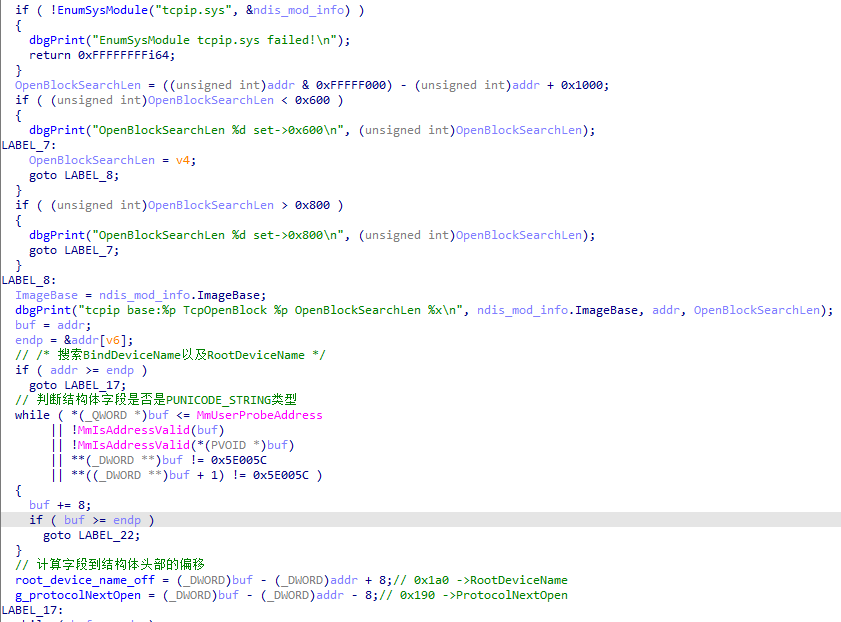 if ( !EnumSysModule("tcpip.sys", &ndis_mod_info) )
{
dbgPrint("EnumSysModule tcpip.sys failed!\n");
return 0xFFFFFFFFi64;
}
OpenBlockSearchLen = ((unsigned int)addr & 0xFFFFF000) - (unsigned int)addr + 0x1000;
if ( (unsigned int)OpenBlockSearchLen < 0x600 )
{
dbgPrint("OpenBlockSearchLen %d set->0x600\n", (unsigned int)OpenBlockSearchLen);
LABEL_7:
OpenBlockSearchLen = v4;
goto LABEL_8;
}
if ( (unsigned int)OpenBlockSearchLen > 0x800 )
{
dbgPrint("OpenBlockSearchLen %d set->0x800\n", (unsigned int)OpenBlockSearchLen);
goto LABEL_7;
}
LABEL_8:
ImageBase = ndis_mod_info.ImageBase;
dbgPrint("tcpip base:%p TcpOpenBlock %p OpenBlockSearchLen %x\n", ndis_mod_info.ImageBase, addr, OpenBlockSearchLen);
buf = addr;
endp = &addr[v6];
// /* 搜索BindDeviceName以及RootDeviceName */
if ( addr >= endp )
goto LABEL_17;
// 判断结构体字段是否是PUNICODE_STRING类型
while ( *(_QWORD *)buf <= MmUserProbeAddress
|| !MmIsAddressValid(buf)
|| !MmIsAddressValid(*(PVOID *)buf)
|| **(_DWORD **)buf != 0x5E005C
|| **((_DWORD **)buf + 1) != 0x5E005C )
{
buf += 8;
if ( buf >= endp )
goto LABEL_22;
}
// 计算字段到结构体头部的偏移
root_device_name_off = (_DWORD)buf - (_DWORD)addr + 8;// 0x1a0 ->RootDeviceName
g_protocolNextOpen = (_DWORD)buf - (_DWORD)addr - 8;// 0x190 ->ProtocolNextOpen
LABEL_17: